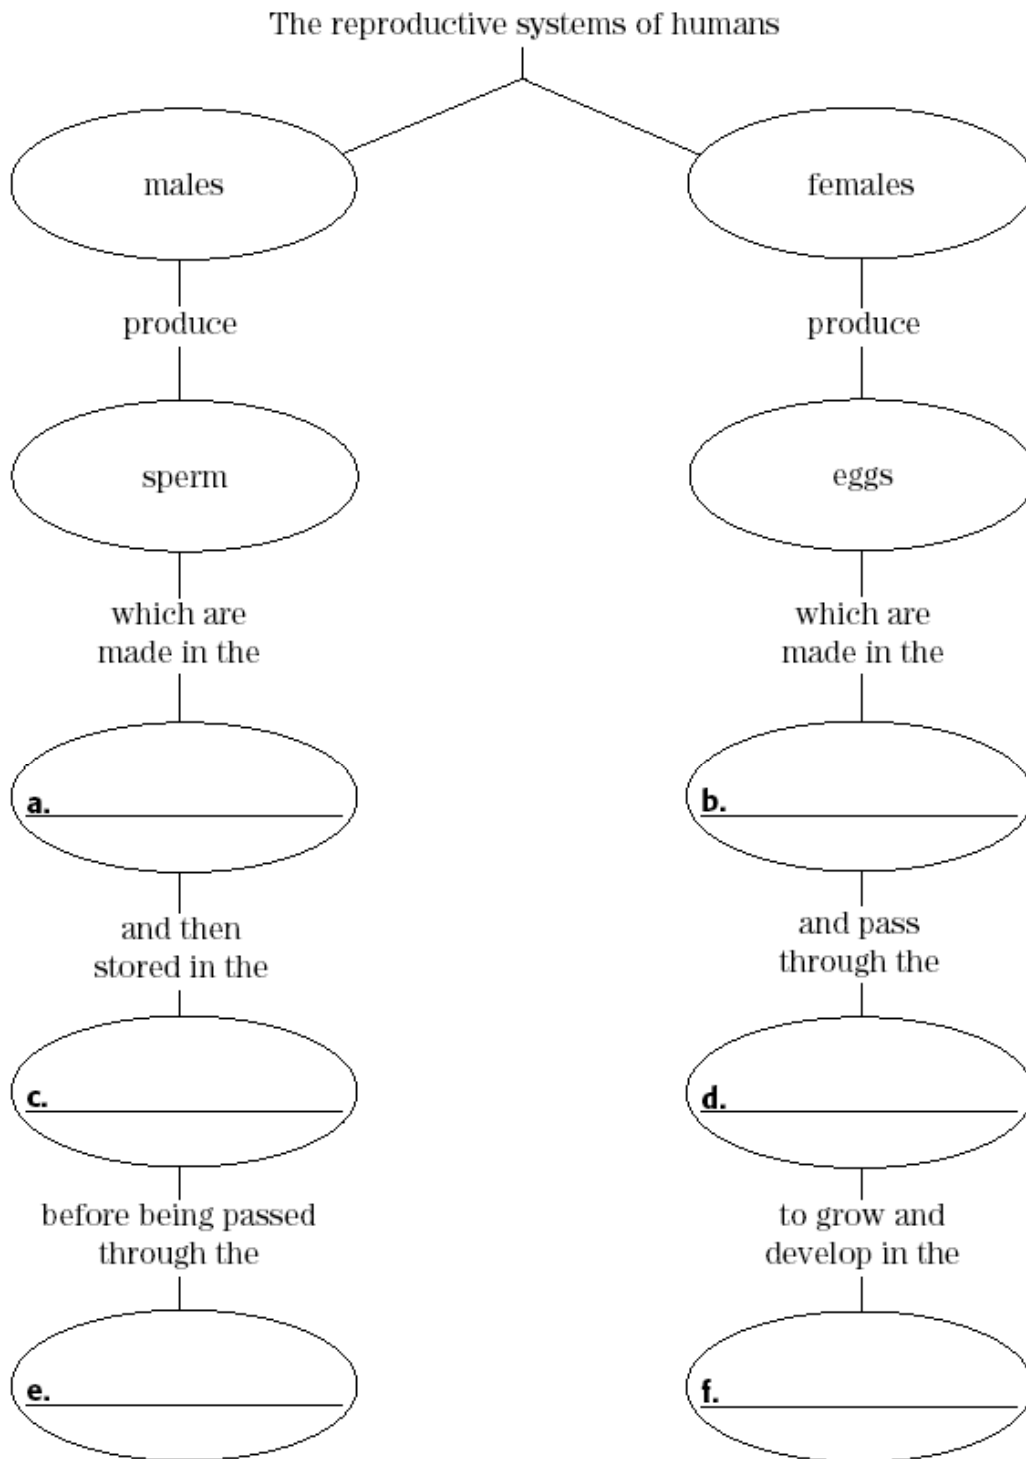 The reproductive systems of humans
males
females
produce
produce
sperm
eggs
which are
made in the
which are
made in the
a.
b.
and then
stored in the
and pass
through the
c.
d.
before being passed
through the
to grow and
develop in the
e.
f.